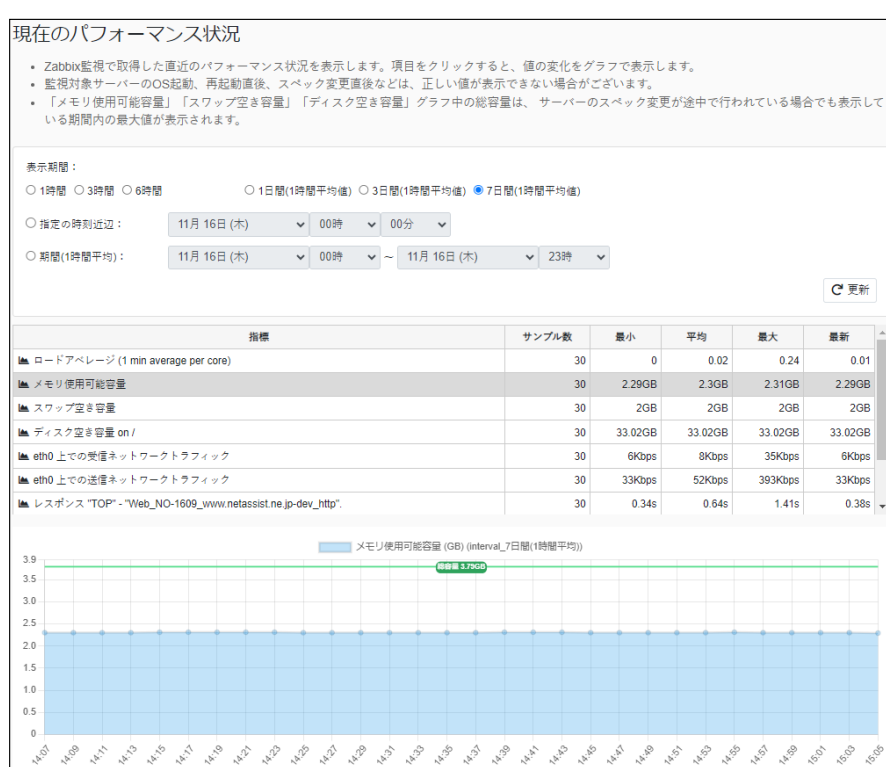 現在のパフォーマンス状況
Zabbix監視で取得した直近のパフォーマンス状況を表示します。項目をクリックすると、値の変化をグラフで表示します。
監視対象サーバーのOS起動、再起動直後、スペック変更直後などは、正しい値が表示できない場合がございます。
「メモリ使用可能容量」「スワップ空き容量」「ディスク空き容量」グラフ中の総容量は、 サーバーのスペック変更が途中で行われている場合でも表示して
いる期間内の最大値が表示されます。
表示期間：
1時間 3時間 6時間 1日間(1時間平均値) 3日間(1時間平均値) 7日間(1時間平均値)
指定の時刻近辺： 11月 16日 (木) 00時 00分
期間(1時間平均)： 11月 16日 (木) 00時 ~ 11月 16日 (木) 23時
更新
指標 サンプル数 最小 平均 最大 最新
ロードアベレージ (1 min average per core) 30 0 0.02 0.24 0.01
メモリ使用可能容量 30 2.29GB 2.3GB 2.31GB 2.29GB
スワップ空き容量 30 2GB 2GB 2GB 2GB
ディスク空き容量 on / 30 33.02GB 33.02GB 33.02GB 33.02GB
eth0 上での受信ネットワークトラフィック 30 6Kbps 8Kbps 35Kbps 6Kbps
eth0 上での送信ネットワークトラフィック 30 33Kbps 52Kbps 393Kbps 33Kbps
レスポンス "TOP" - "Web_NO-1609_www.netassist.ne.jp-dev_http". 30 0.34s 0.64s 1.41s 0.38s
メモリ使用可能容量 (GB) (interval_7日間(1時間平均))
総容量 3.79GB
3.9
3.5
3.0
2.5
2.0
1.5
1.0
0.5
0
14:07 14:09 14:11 14:13 14:15 14:17 14:19 14:21 14:23 14:25 14:27 14:29 14:31 14:33 14:35 14:37 14:39 14:41 14:43 14:45 14:47 14:49 14:51 14:53 14:55 14:57 14:59 15:01 15:03 15:05